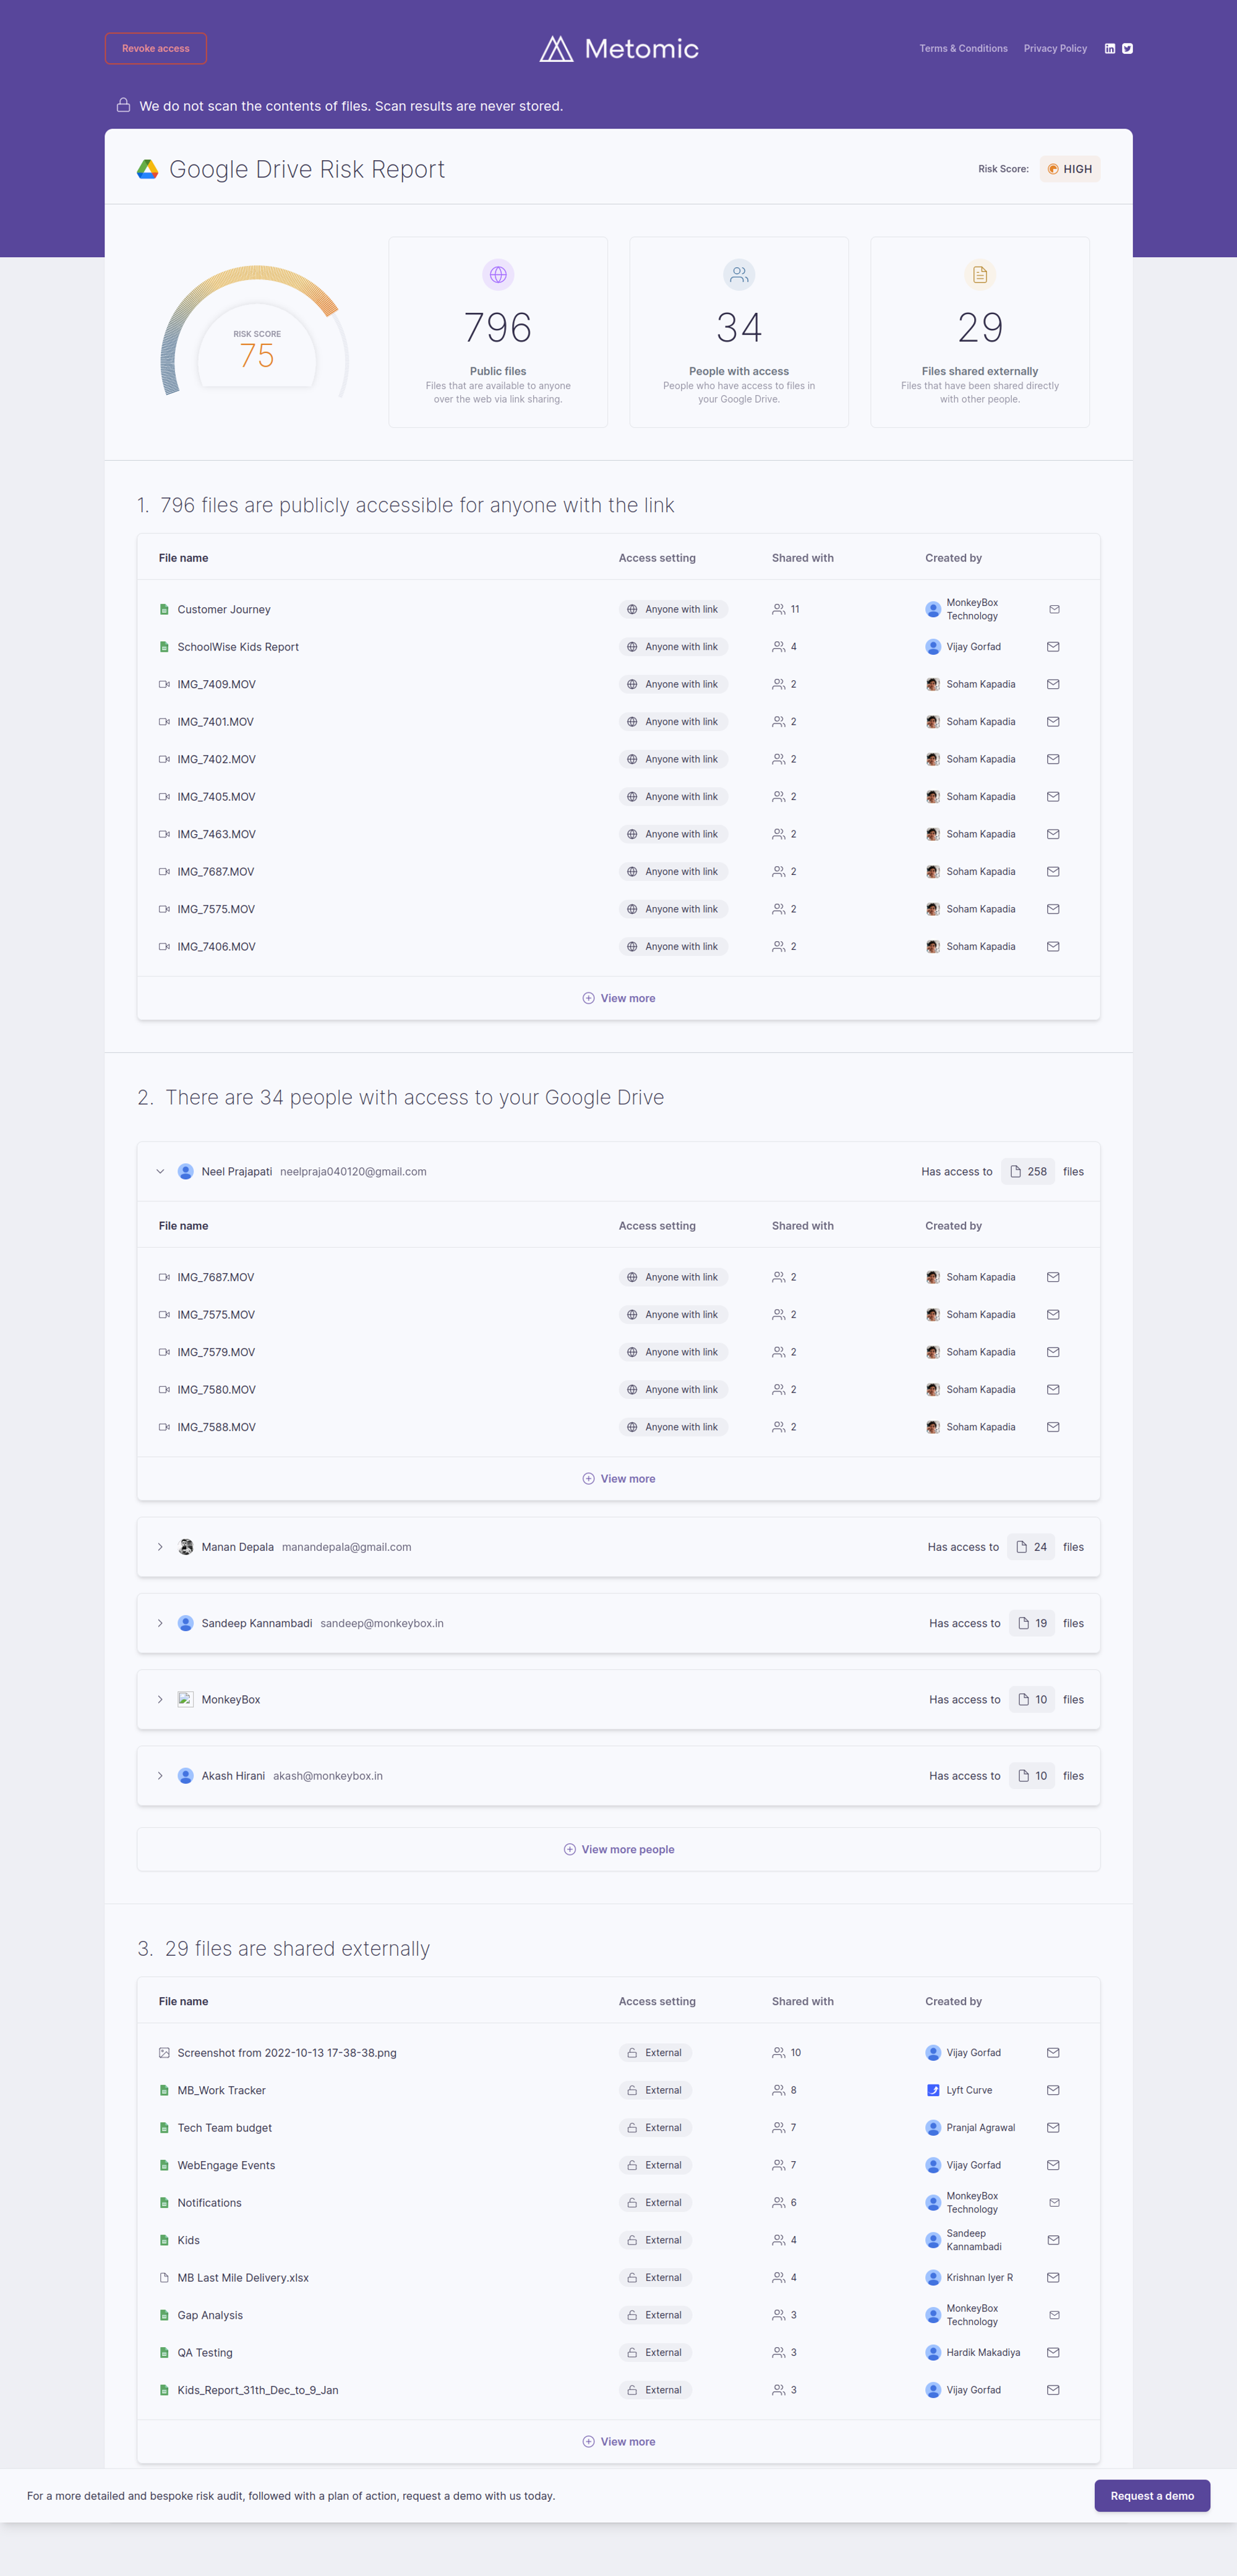 Revoke access
Metomic
Terms & Conditions Privacy Policy
We do not scan the contents of files. Scan results are never stored.
Google Drive Risk Report
Risk Score: HIGH
RISK SCORE
75
796
Public files
Files that are available to anyone
over the web via link sharing.
34
People with access
People who have access to files in
your Google Drive.
29
Files shared externally
Files that have been shared directly
with other people.
1. 796 files are publicly accessible for anyone with the link
File name Access setting Shared with Created by
Customer Journey Anyone with link 11 MonkeyBox Technology
SchoolWise Kids Report Anyone with link 4 Vijay Gorfad
IMG_7409.MOV Anyone with link 2 Soham Kapadia
IMG_7401.MOV Anyone with link 2 Soham Kapadia
IMG_7402.MOV Anyone with link 2 Soham Kapadia
IMG_7405.MOV Anyone with link 2 Soham Kapadia
IMG_7463.MOV Anyone with link 2 Soham Kapadia
IMG_7687.MOV Anyone with link 2 Soham Kapadia
IMG_7575.MOV Anyone with link 2 Soham Kapadia
IMG_7406.MOV Anyone with link 2 Soham Kapadia
View more
2. There are 34 people with access to your Google Drive
Neel Prajapati neelpraja040120@gmail.com Has access to 258 files
File name Access setting Shared with Created by
IMG_7687.MOV Anyone with link 2 Soham Kapadia
IMG_7575.MOV Anyone with link 2 Soham Kapadia
IMG_7579.MOV Anyone with link 2 Soham Kapadia
IMG_7580.MOV Anyone with link 2 Soham Kapadia
IMG_7588.MOV Anyone with link 2 Soham Kapadia
View more
Manan Depala manandepala@gmail.com Has access to 24 files
Sandeep Kannambadi sandeep@monkeybox.in Has access to 19 files
MonkeyBox Has access to 10 files
Akash Hirani akash@monkeybox.in Has access to 10 files
View more people
3. 29 files are shared externally
File name Access setting Shared with Created by
Screenshot from 2022-10-13 17-38-38.png External 10 Vijay Gorfad
MB_Work Tracker External 8 Lyft Curve
Tech Team budget External 7 Pranjal Agrawal
WebEngage Events External 7 Vijay Gorfad
Notifications External 6 MonkeyBox Technology
Kids External 4 Sandeep Kannambadi
MB Last Mile Delivery.xlsx External 4 Krishnan Iyer R
Gap Analysis External 3 MonkeyBox Technology
QA Testing External 3 Hardik Makadiya
Kids_Report_31th_Dec_to_9_Jan External 3 Vijay Gorfad
View more
For a more detailed and bespoke risk audit, followed with a plan of action, request a demo with us today.
Request a demo